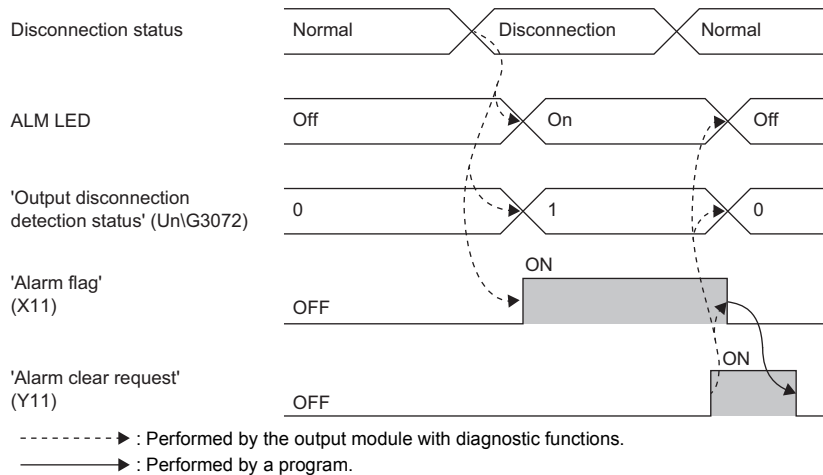 Disconnection status
Normal
Disconnection
Normal
ALM LED
Off
On
Off
'Output disconnection
detection status' (Un\G3072)
0
1
0
'Alarm flag'
(X11)
ON
OFF
'Alarm clear request'
(Y11)
ON
OFF
: Performed by the output module with diagnostic functions.
: Performed by a program.